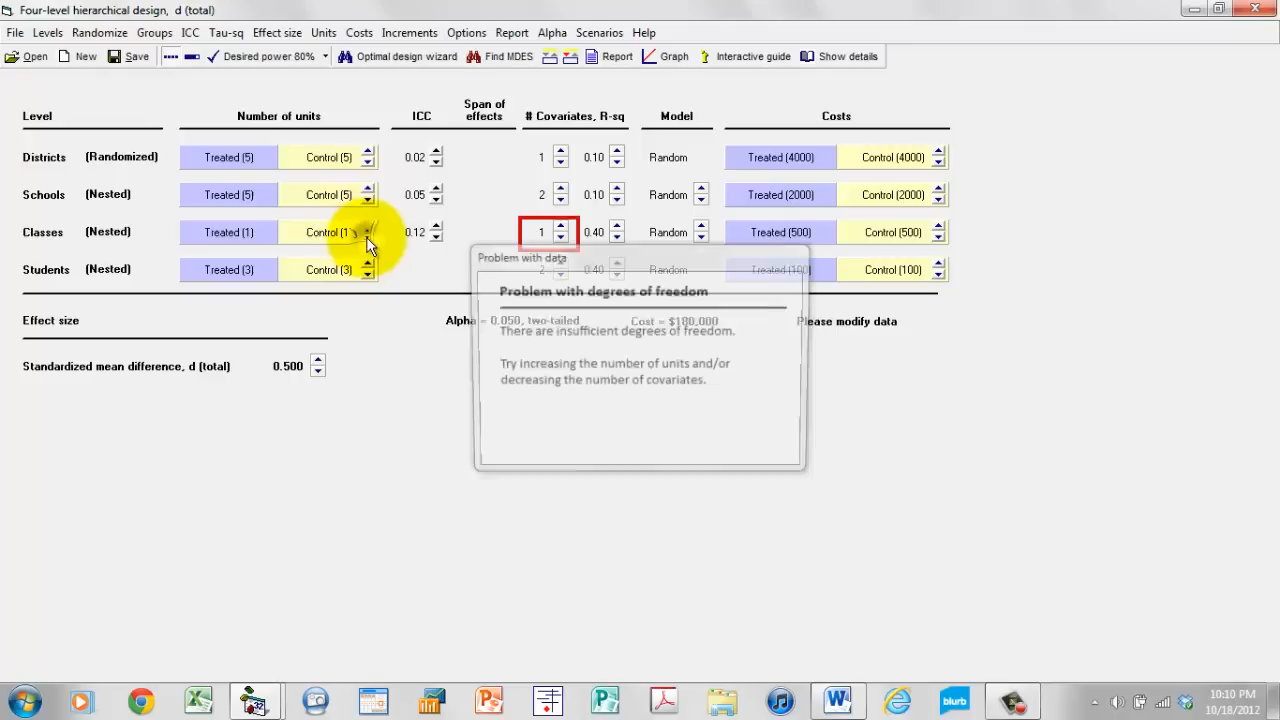 Four-level hierarchical design, d (total)
File Levels Randomize Groups ICC Tau-sq Effect size Units Costs Increments Options Report Alpha Scenarios Help
Open New Save Desired power 80% Optimal design wizard Find MDES Report Graph Interactive guide Show details
Level Number of units ICC Span of effects # Covariates, R-sq Model Costs
Districts (Randomized) Treated (5) Control (5) 0.02 1 0.10 Random Treated (4000) Control (4000)
Schools (Nested) Treated (5) Control (5) 0.05 2 0.10 Random Treated (2000) Control (2000)
Classes (Nested) Treated (1) Control (1) 0.12 1 0.40 Random Treated (500) Control (500)
Problem with data
Students (Nested) Treated (3) Control (3) 2 0.40 Random Treated (100) Control (100)
Problem with degrees of freedom
Effect size Alpha = 0.050, two-tailed Cost = $180,000 Please modify data
There are insufficient degrees of freedom.
Try increasing the number of units and/or
decreasing the number of covariates.
Standardized mean difference, d (total) 0.500
blurb
10:10 PM
10/18/2012